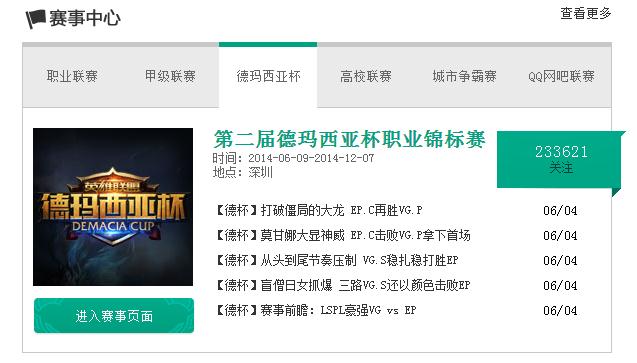 赛事中心
查看更多
职业联赛 甲级联赛 德玛西亚杯 高校联赛 城市争霸赛 QQ网吧联赛
英雄联盟
德玛西亚杯
DEMACIA CUP
进入赛事页面
第二届德玛西亚杯职业锦标赛
时间：2014-06-09-2014-12-07
地点：深圳
233621
关注
【德杯】打破僵局的大龙 EP.C再胜VG.P 06/04
【德杯】莫甘娜大显神威 EP.C击败VG.P拿下首场 06/04
【德杯】从头到尾节奏压制 VG.S稳扎稳打胜EP 06/04
【德杯】盲僧日女抓爆 三路VG.S还以颜色击败EP 06/04
【德杯】赛事前瞻：LSPL豪强VG vs EP 06/04